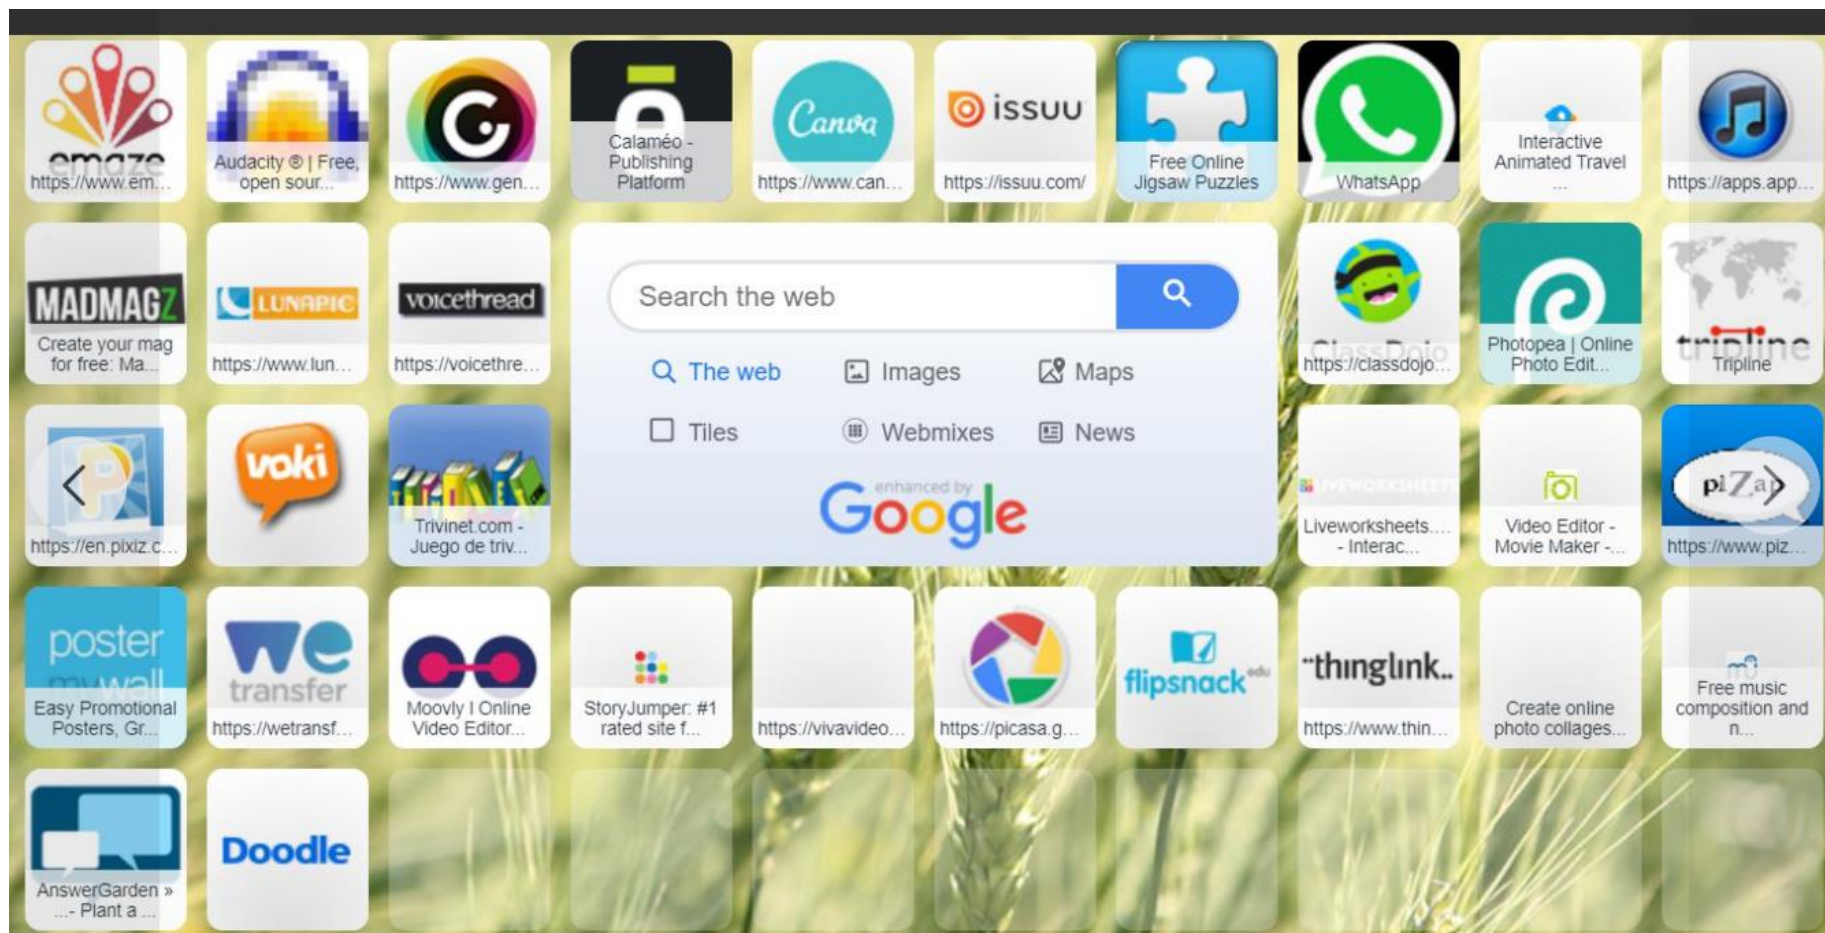 emaze
https://www.em...
Audacity ® | Free,
open sour...
G
https://www.gen...
Calaméo -
Publishing
Platform
Canva
https://www.can...
issuu
https://issuu.com/
Free Online
Jigsaw Puzzles
WhatsApp
Interactive
Animated Travel
...
https://apps.app...
MADMAGZ
Create your mag
for free: Ma...
LUNAPIC
https://www.lun...
voicethread
https://voicethre...
Search the web
The web
Images
Maps
Tiles
Webmixes
News
enhanced by
Google
ClassDojo
https://classdojo...
Photopea | Online
Photo Edit...
tripline
Tripline
P
https://en.pixiz.c...
voki
Trivinet.com -
Juego de triv...
LIVEWORKSHEETS
Liveworksheets....
- Interac...
Video Editor -
Movie Maker -...
piZap
https://www.piz...
poster
mywall
Easy Promotional
Posters, Gr...
we
transfer
https://wetransf...
Moovly I Online
Video Editor...
StoryJumper: #1
rated site f...
https://vivavideo...
https://picasa.g...
flipsnack edu
thinglink..
https://www.thin...
Create online
photo collages...
Free music
composition and
n...
AnswerGarden »
...- Plant a ...
Doodle